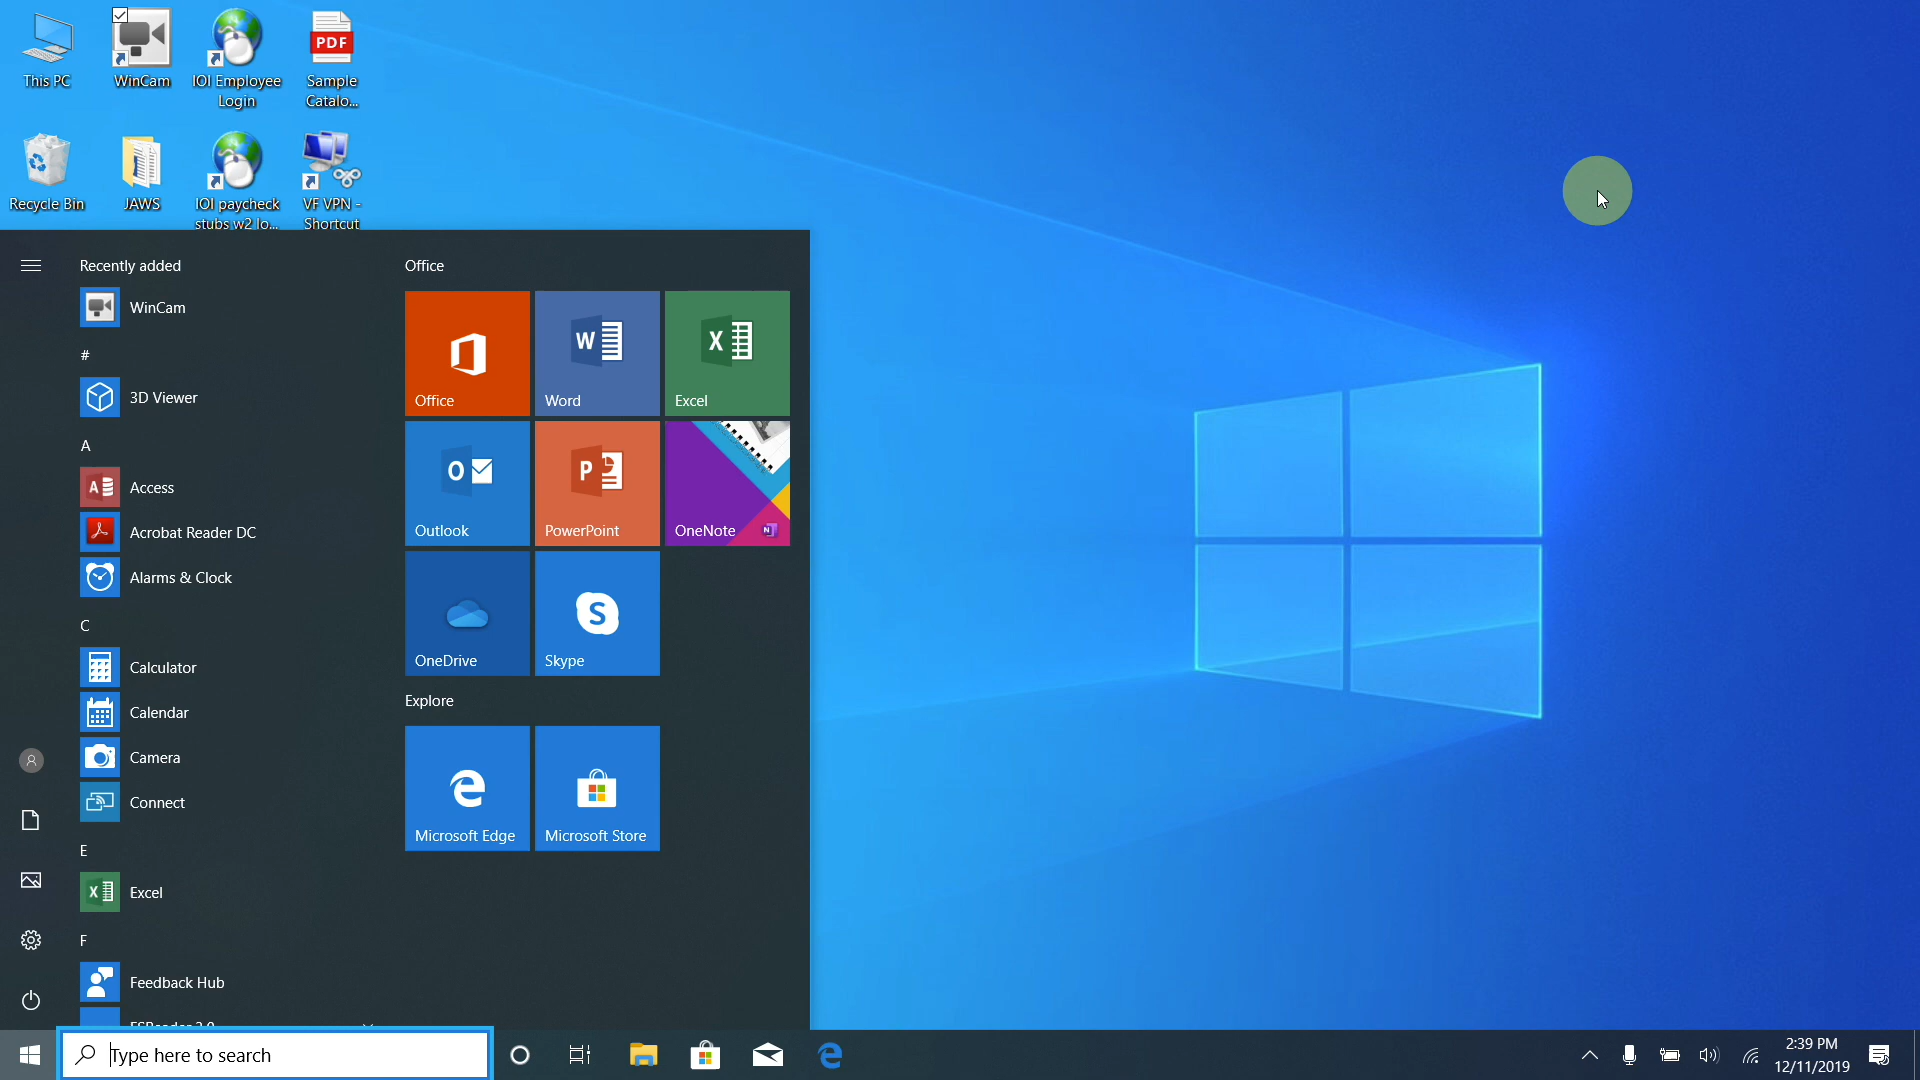 This PC
WinCam
IOI Employee
Login
PDF
Sample
Catalo...
Recycle Bin
JAWS
IOI paycheck
stubs w2 lo...
VF VPN -
Shortcut
Recently added
WinCam
#
3D Viewer
A
Access
Acrobat Reader DC
Alarms & Clock
C
Calculator
Calendar
Camera
Connect
E
Excel
F
Feedback Hub
Office
Office
Word
Excel
Outlook
PowerPoint
OneNote
OneDrive
Skype
Explore
Microsoft Edge
Microsoft Store
Type here to search
2:39 PM
12/11/2019